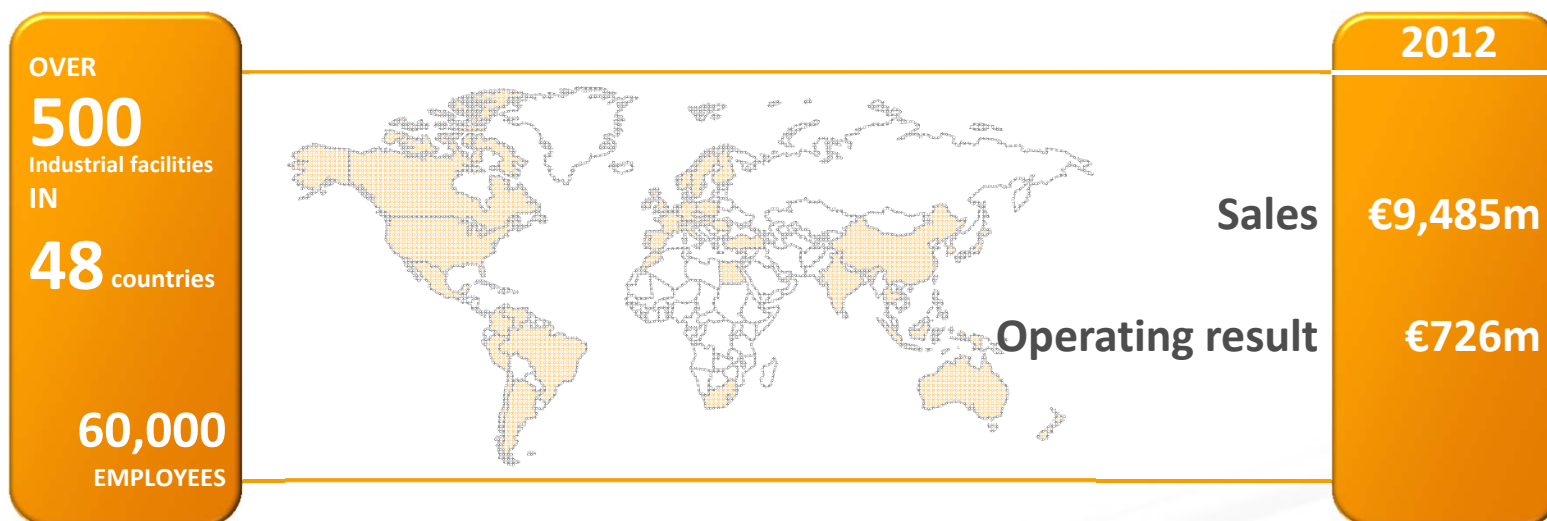 OVER
500
Industrial facilities
IN
48 countries
60,000
EMPLOYEES
2012
Sales €9,485m
Operating result €726m